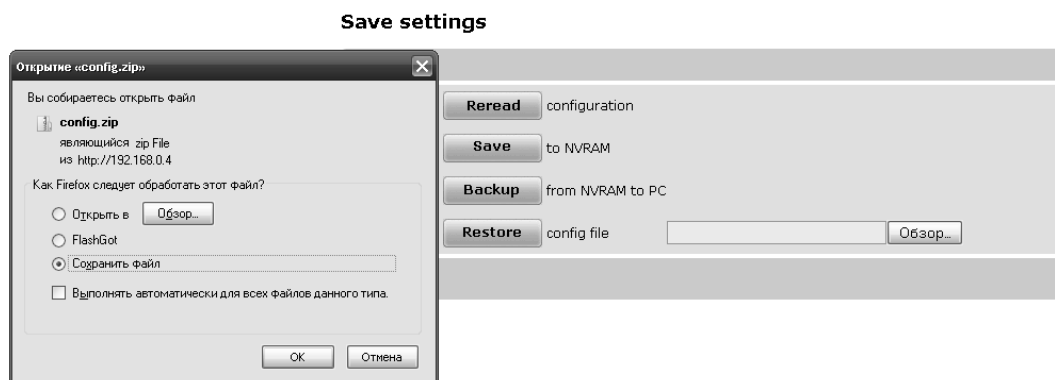 Save settings
Открытие «config.zip»
Вы собираетесь открыть файл
config.zip
являющийся zip File
из http://192.168.0.4
Как Firefox следует обработать этот файл?
Открыть в Обзор...
FlashGot
Сохранить файл
Выполнять автоматически для всех файлов данного типа.
OK Отмена
Reread configuration
Save to NVRAM
Backup from NVRAM to PC
Restore config file Обзор...